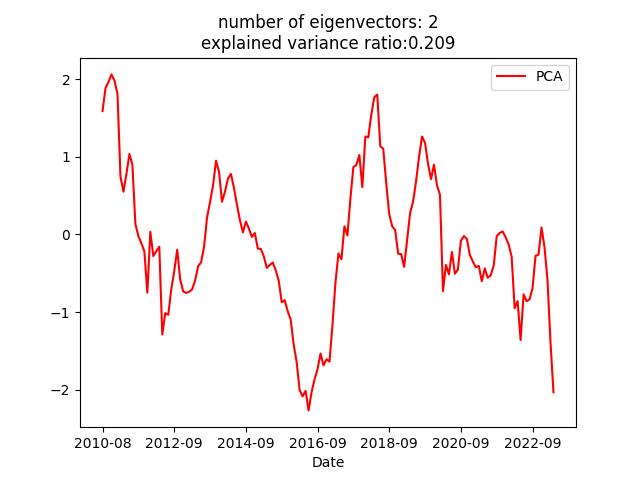 number of eigenvectors: 2
explained variance ratio:0.209
PCA
2
1
0
−1
−2
2010-08 2012-09 2014-09 2016-09 2018-09 2020-09 2022-09
Date